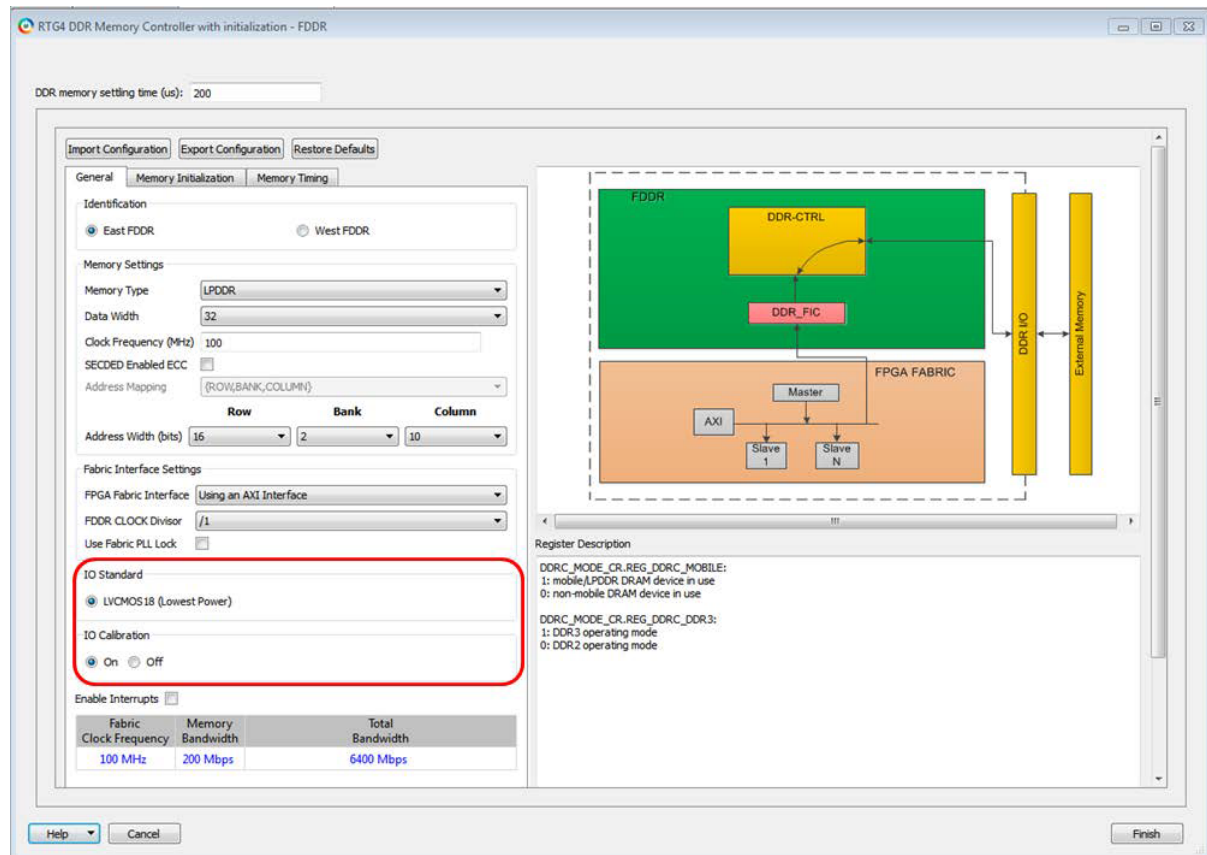 RTG4 DDR Memory Controller with initialization - FDDR
DDR memory settling time (us): 200
Import Configuration Export Configuration Restore Defaults
General Memory Initialization Memory Timing
Identification
East FDDR West FDDR
Memory Settings
Memory Type LPDDR
Data Width 32
Clock Frequency (MHz) 100
SECDED Enabled ECC
Address Mapping {ROW,BANK,COLUMN}
Row Bank Column
Address Width (bits) 16 2 10
Fabric Interface Settings
FPGA Fabric Interface Using an AXI Interface
FDDR CLOCK Divisor /1
Use Fabric PLL Lock
IO Standard
LVCMOS18 (Lowest Power)
IO Calibration
On Off
Enable Interrupts
Fabric Memory Total
Clock Frequency Bandwidth Bandwidth
100 MHz 200 Mbps 6400 Mbps
FDDR
DDR-CTRL
DDR_FIC
DDR I/O
External Memory
FPGA FABRIC
Master
AXI
Slave Slave
1 N
Register Description
DDRC_MODE_CR.REG_DDRC_MOBILE:
1: mobile/LPDDR DRAM device in use
0: non-mobile DRAM device in use
DDRC_MODE_CR.REG_DDRC_DDR3:
1: DDR3 operating mode
0: DDR2 operating mode
Help Cancel Finish